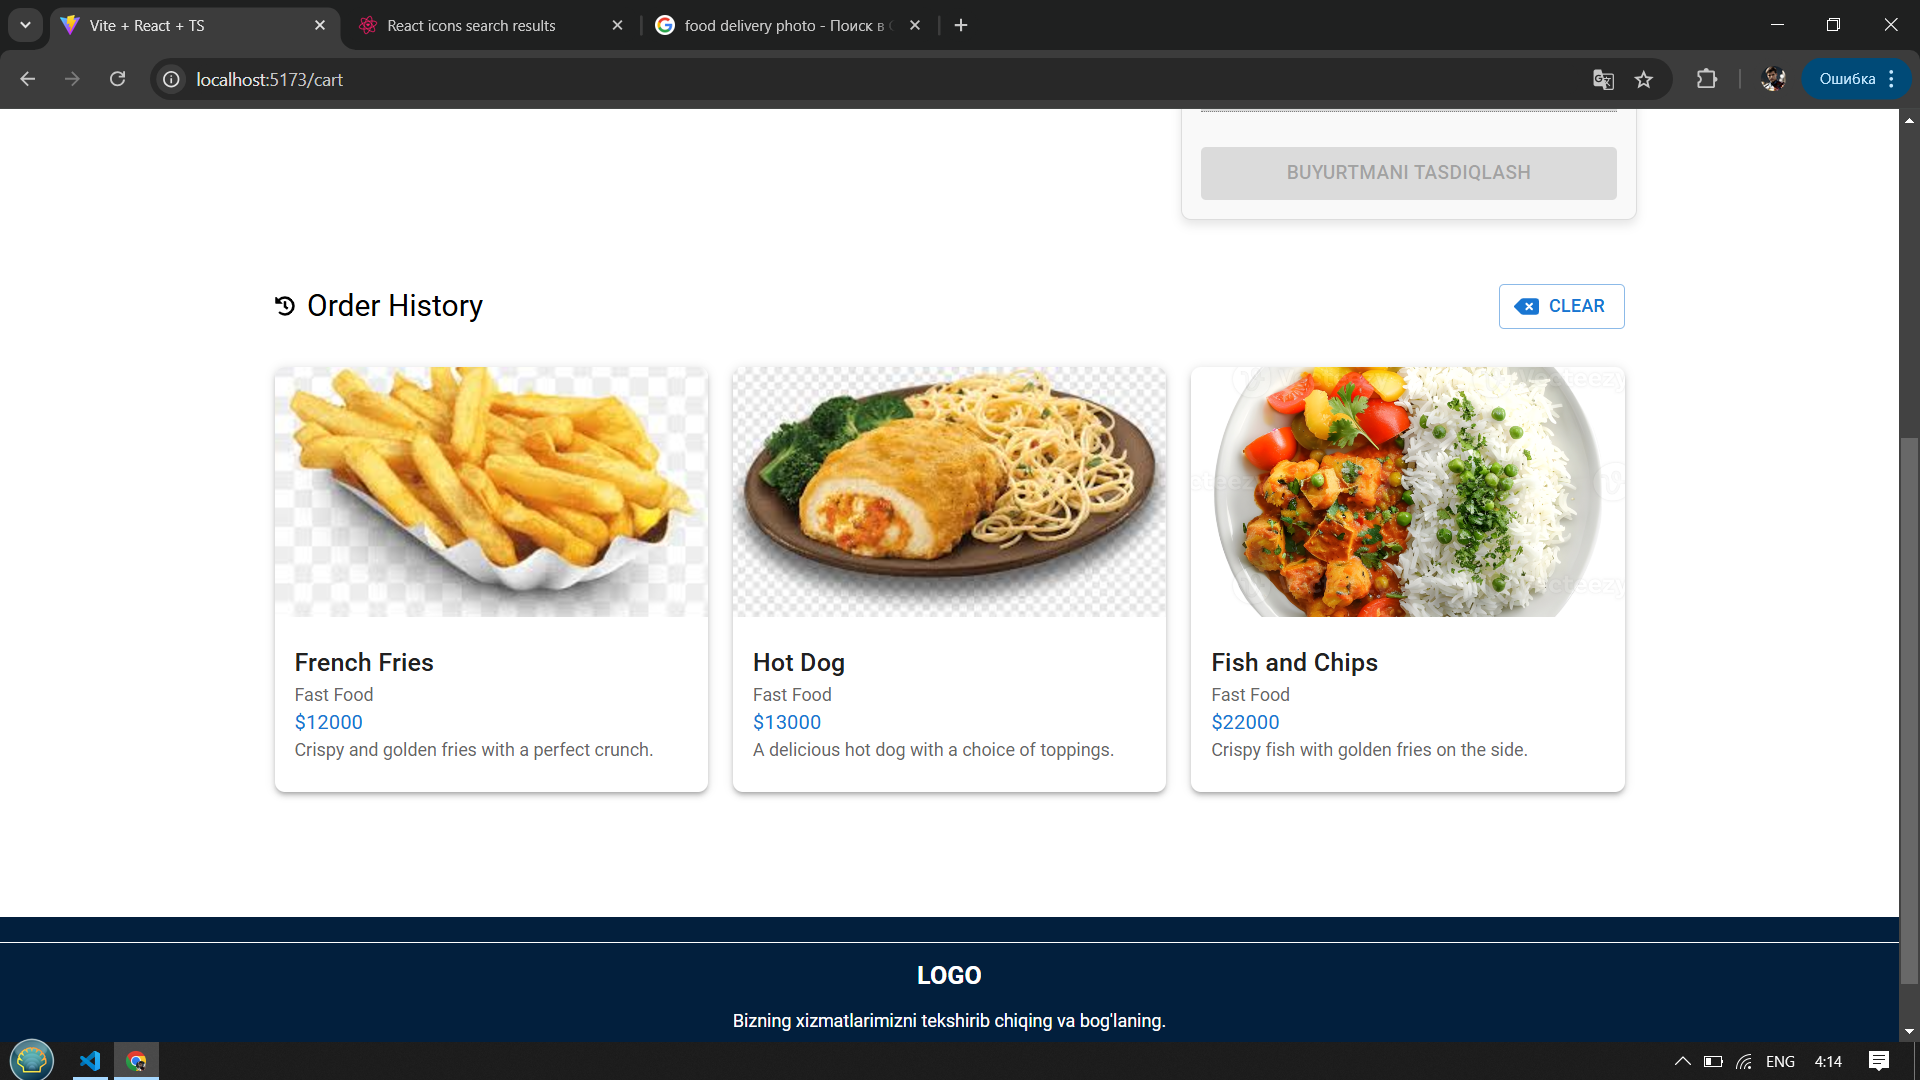 Vite + React + TS
React icons search results
food delivery photo - Поиск в
localhost:5173/cart
Ошибка
BUYURTMANI TASDIQLASH
Order History
CLEAR
French Fries
Fast Food
$12000
Crispy and golden fries with a perfect crunch.
Hot Dog
Fast Food
$13000
A delicious hot dog with a choice of toppings.
Fish and Chips
Fast Food
$22000
Crispy fish with golden fries on the side.
LOGO
Bizning xizmatlarimizni tekshirib chiqing va bog'laning.
ENG
4:14